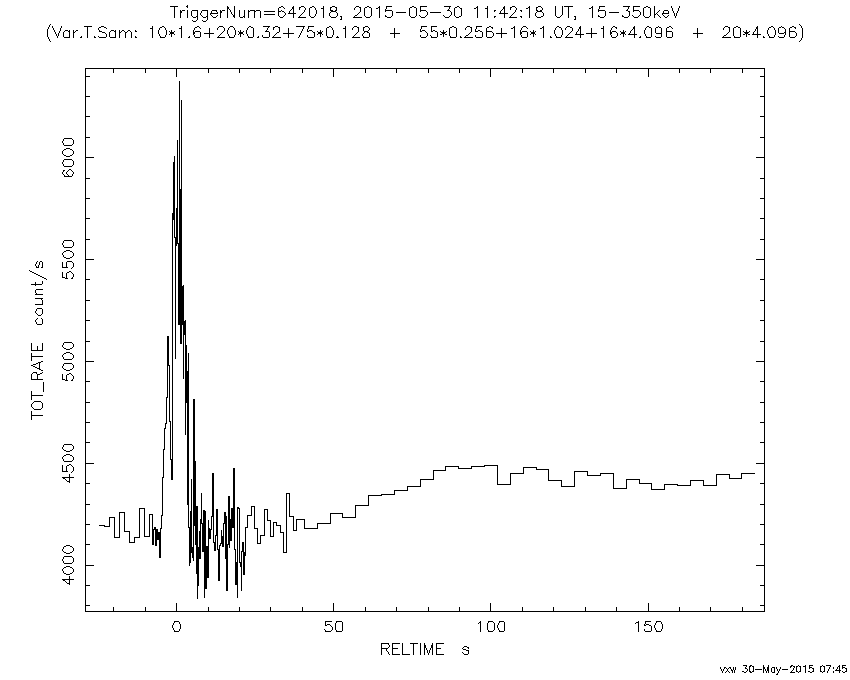 TriggerNum=642018, 2015-05-30 11:42:18 UT, 15-350keV
(Var.T.Sam: 10*1.6+20*0.32+75*0.128 + 55*0.256+16*1.024+16*4.096 + 20*4.096)
TOT_RATE count/s
6000
5500
5000
4500
4000
0 50 100 150
RELTIME s
vxw 30-May-2015 07:45